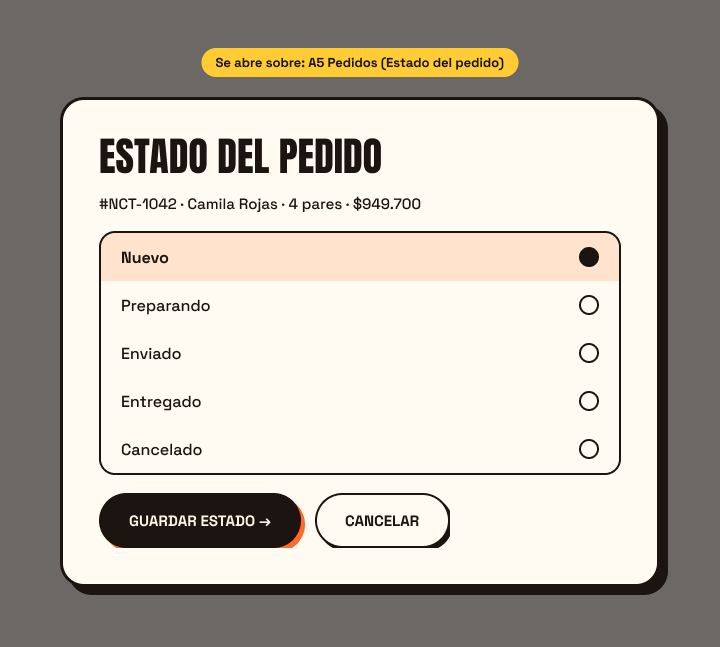 Se abre sobre: A5 Pedidos (Estado del pedido)
ESTADO DEL PEDIDO
#NCT-1042 · Camila Rojas · 4 pares · $949.700
Nuevo
Preparando
Enviado
Entregado
Cancelado
GUARDAR ESTADO →
CANCELAR